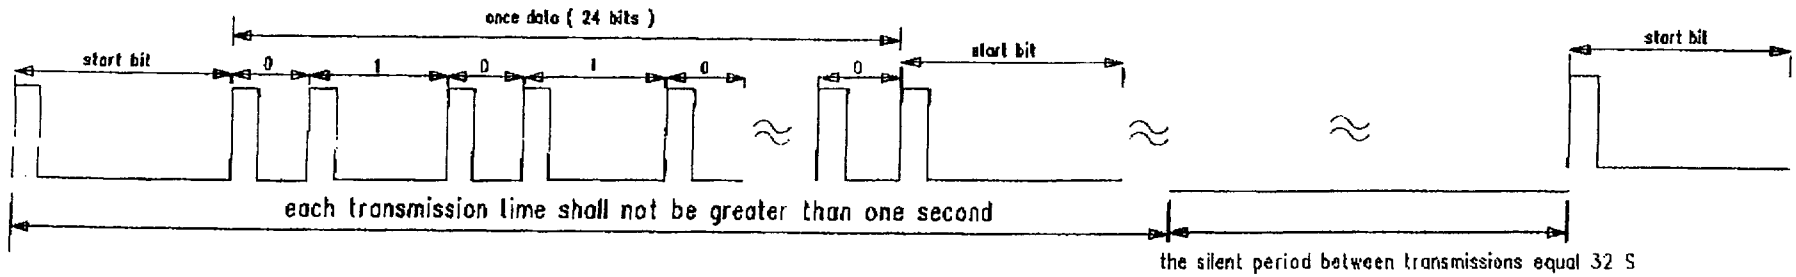 once data ( 24 bits )
start bit 0 1 0 1 0 0 start bit start bit
each transmission time shall not be greater than one second
the silent period between transmissions equal 32 S